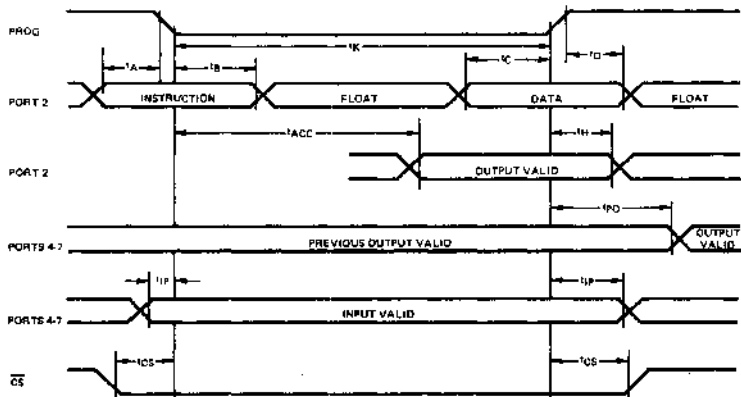 PROG
tK
tA tB tC tD
PORT 2 INSTRUCTION FLOAT DATA FLOAT
tACC tH
PORT 2 OUTPUT VALID
tPO
PORTS 4-7 PREVIOUS OUTPUT VALID OUTPUT VALID
tIP tIP
PORTS 4-7 INPUT VALID
tCS tCS
CS